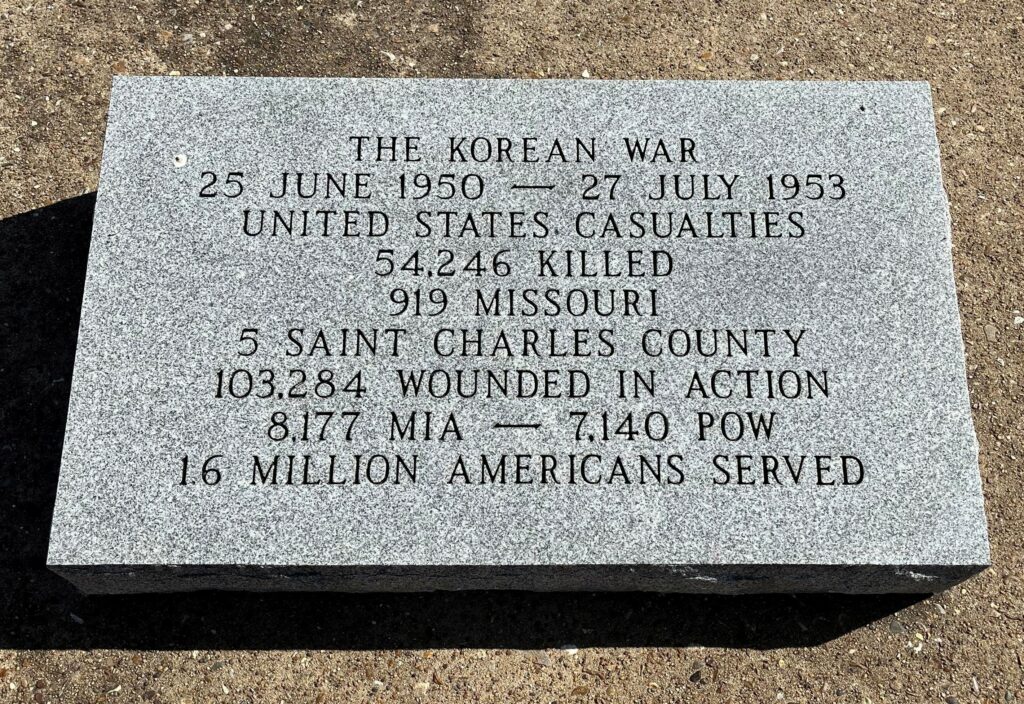 THE KOREAN WAR
25 JUNE 1950 — 27 JULY 1953
UNITED STATES CASUALTIES
54,246 KILLED
919 MISSOURI
5 SAINT CHARLES COUNTY
103,284 WOUNDED IN ACTION
8,177 MIA — 7,140 POW
1.6 MILLION AMERICANS SERVED